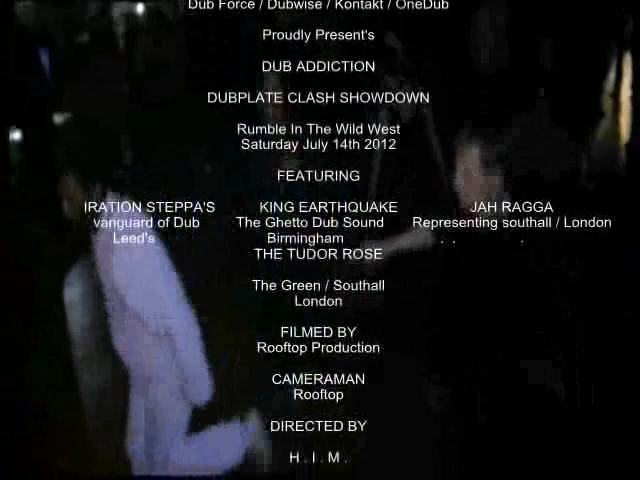 Dub Force / Dubwise / Kontakt / OneDub
Proudly Present's
DUB ADDICTION
DUBPLATE CLASH SHOWDOWN
Rumble In The Wild West
Saturday July 14th 2012
FEATURING
IRATION STEPPA'S KING EARTHQUAKE JAH RAGGA
vanguard of Dub The Ghetto Dub Sound Representing southall / London
Leed's Birmingham . . .
THE TUDOR ROSE
The Green / Southall
London
FILMED BY
Rooftop Production
CAMERAMAN
Rooftop
DIRECTED BY
H . I . M .